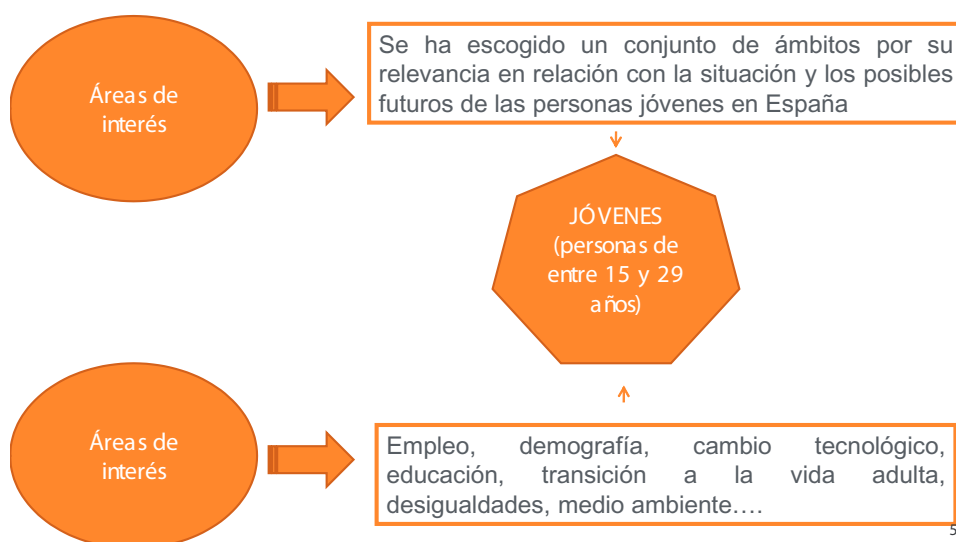 Áreas de
interés
Se ha escogido un conjunto de ámbitos por su
relevancia en relación con la situación y los posibles
futuros de las personas jóvenes en España
JÓVENES
(personas de
entre 15 y 29
años)
Áreas de
interés
Empleo, demografía, cambio tecnológico,
educación, transición a la vida adulta,
desigualdades, medio ambiente….
5